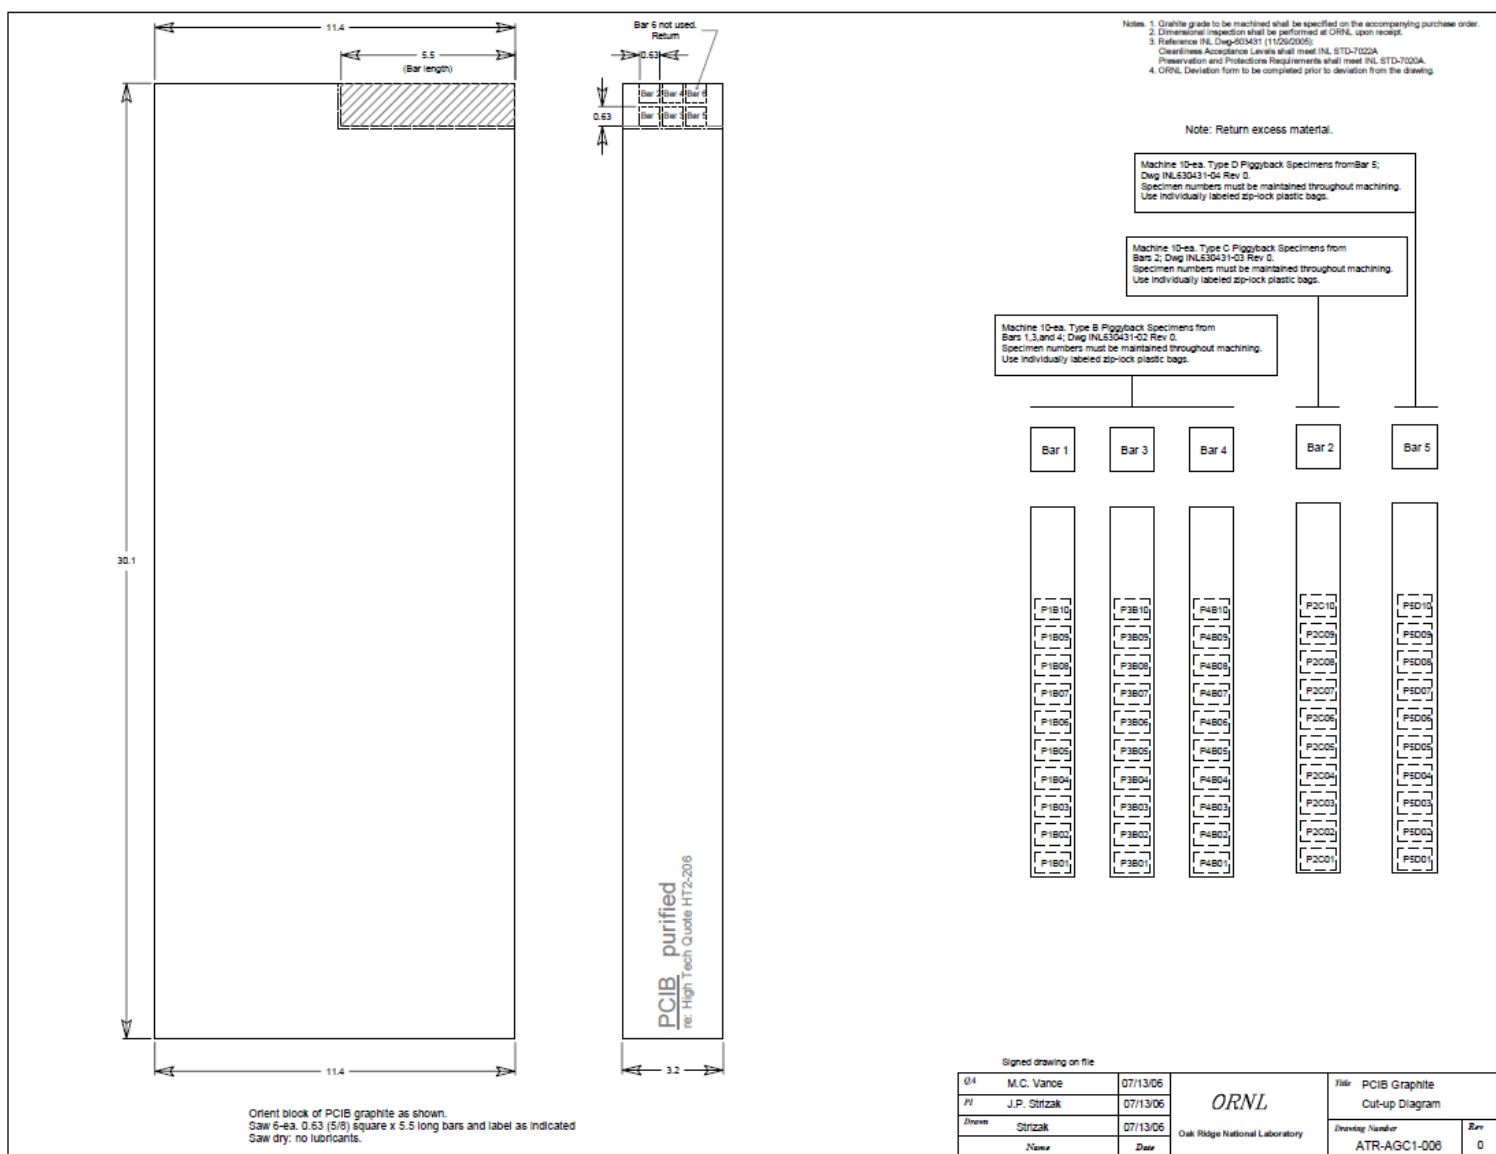 11.4
5.5
(Bar length)
Bar 6 not used.
Return
0.63
Bar 2 Bar 4 Bar 6
Bar 1 Bar 3 Bar 5
0.63
30.1
PCIB purified
re: High Tech Quote HT2-206
11.4
3.2
Orient block of PCIB graphite as shown.
Saw 6-ea. 0.63 (5/8) square x 5.5 long bars and label as indicated
Saw dry: no lubricants.
Notes. 1. Grahite grade to be machined shall be specified on the accompanying purchase order.
2. Dimensional inspection shall be performed at ORNL upon receipt.
3. Reference INL Dwg-603431 (11/29/2005):
Cleanliness Acceptance Levels shall meet INL STD-7022A
Preservation and Protections Requirements shall meet INL STD-7020A.
4. ORNL Deviation form to be completed prior to deviation from the drawing.
Note: Return excess material.
Machine 10-ea. Type D Piggyback Specimens fromBar 5;
Dwg INL630431-04 Rev 0.
Specimen numbers must be maintained throughout machining.
Use individually labeled zip-lock plastic bags.
Machine 10-ea. Type C Piggyback Specimens from
Bars 2; Dwg INL630431-03 Rev 0.
Specimen numbers must be maintained throughout machining.
Use individually labeled zip-lock plastic bags.
Machine 10-ea. Type B Piggyback Specimens from
Bars 1,3,and 4; Dwg INL630431-02 Rev 0.
Specimen numbers must be maintained throughout machining.
Use individually labeled zip-lock plastic bags.
Bar 1 Bar 3 Bar 4 Bar 2 Bar 5
P1B10 P3B10 P4B10 P2C10 P5D10
P1B09 P3B09 P4B09 P2C09 P5D09
P1B08 P3B08 P4B08 P2C08 P5D08
P1B07 P3B07 P4B07 P2C07 P5D07
P1B06 P3B06 P4B06 P2C06 P5D06
P1B05 P3B05 P4B05 P2C05 P5D05
P1B04 P3B04 P4B04 P2C04 P5D04
P1B03 P3B03 P4B03 P2C03 P5D03
P1B02 P3B02 P4B02 P2C02 P5D02
P1B01 P3B01 P4B01 P2C01 P5D01
Signed drawing on file
QA M.C. Vance 07/13/06
PI J.P. Strizak 07/13/06
Drawn Strizak 07/13/06
Name Date
ORNL
Oak Ridge National Laboratory
Title PCIB Graphite
Cut-up Diagram
Drawing Number Rev
ATR-AGC1-006 0